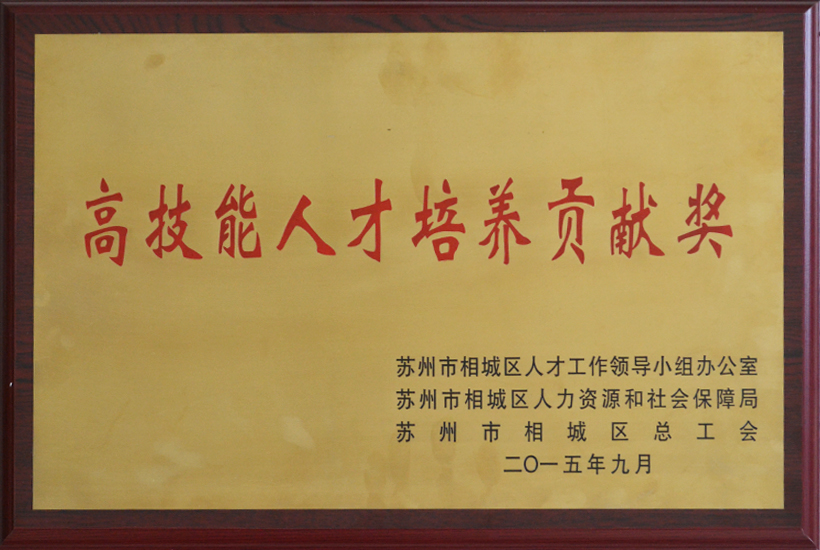 高技能人才培养贡献奖
苏州市相城区人才工作领导小组办公室
苏州市相城区人力资源和社会保障局
苏州市相城区总工会
二〇一五年九月